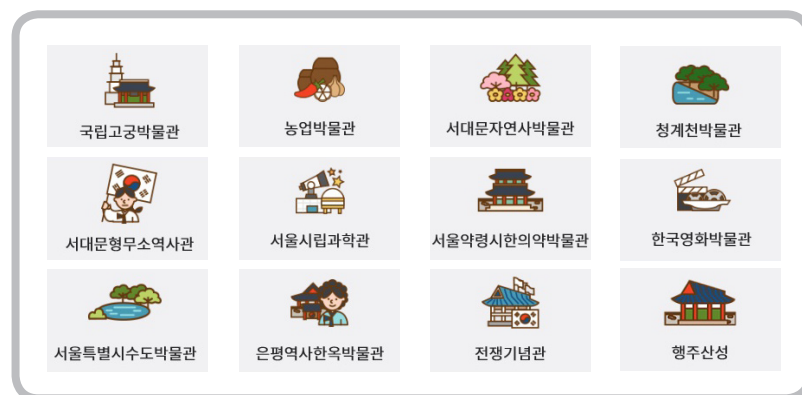 국립고궁박물관
농업박물관
서대문자연사박물관
청계천박물관
서대문형무소역사관
서울시립과학관
서울약령시한의약박물관
한국영화박물관
서울특별시수도박물관
은평역사한옥박물관
전쟁기념관
행주산성